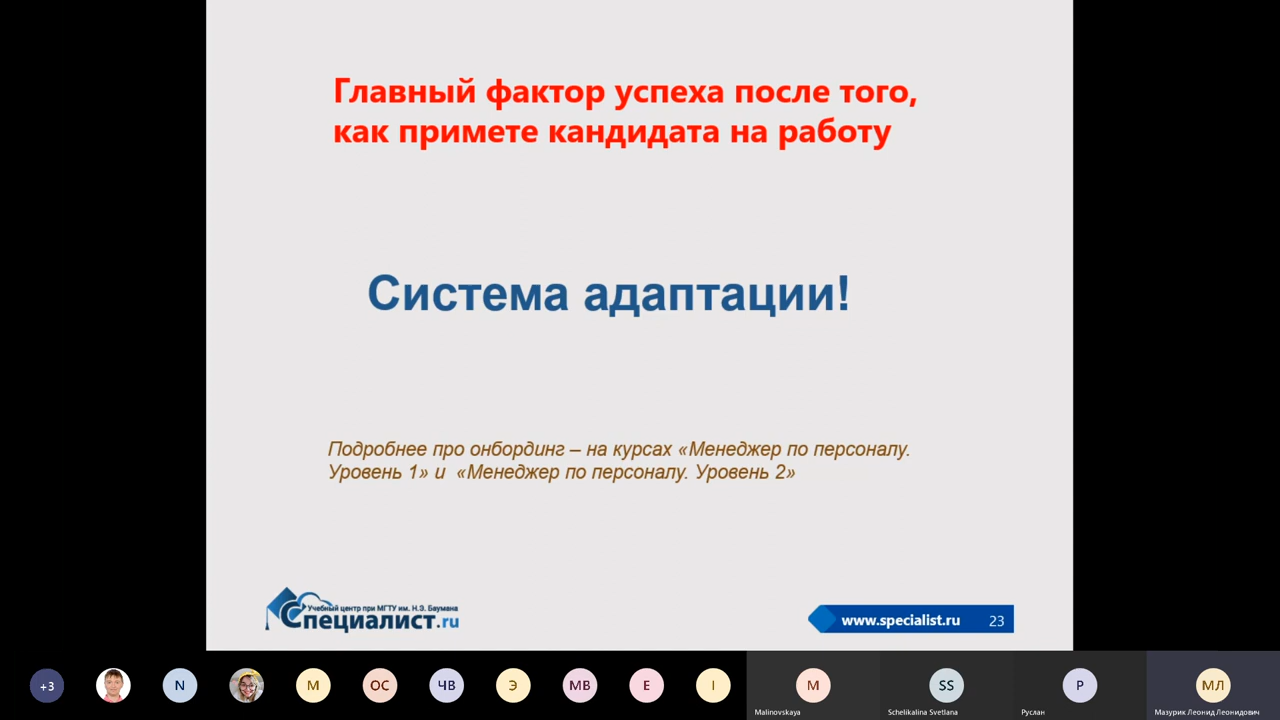 Главный фактор успеха после того,
как примете кандидата на работу
Система адаптации!
Подробнее про онбординг – на курсах «Менеджер по персоналу.
Уровень 1» и «Менеджер по персоналу. Уровень 2»
Учебный центр при МГТУ им. Н.Э. Баумана
Специалист.ru
www.specialist.ru 23
+3 N М ОС ЧВ Э МВ Е I М SS Р МЛ
Malinovskaya Schelikalina Svetlana Руслан Мазурик Леонид Леонидович